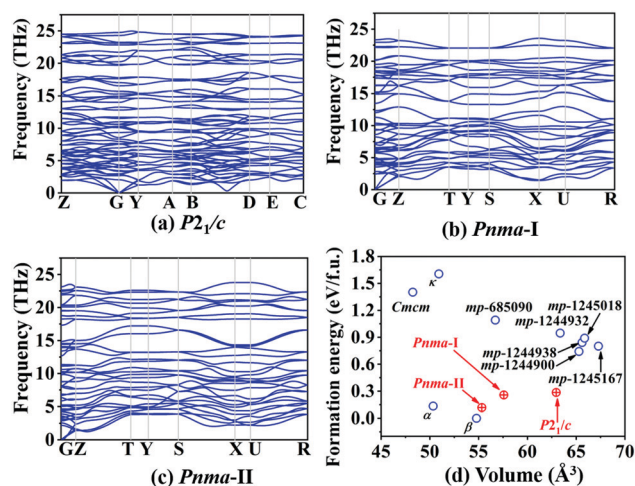 Frequency (THz)
25
20
15
10
5
0
Z G Y A B D E C
(a) P2₁/c
Frequency (THz)
25
20
15
10
5
0
G Z T Y S X U R
(b) Pnma-I
Frequency (THz)
25
20
15
10
5
0
G Z T Y S X U R
(c) Pnma-II
Formation energy (eV/f.u.)
1.8
1.5
1.2
0.9
0.6
0.3
0.0
κ
Cmcm
mp-685090
mp-1245018
mp-1244932
mp-1244938
mp-1244900
mp-1245167
Pnma-I
Pnma-II
α
β
P2₁/c
45 50 55 60 65 70
(d) Volume (Å³)